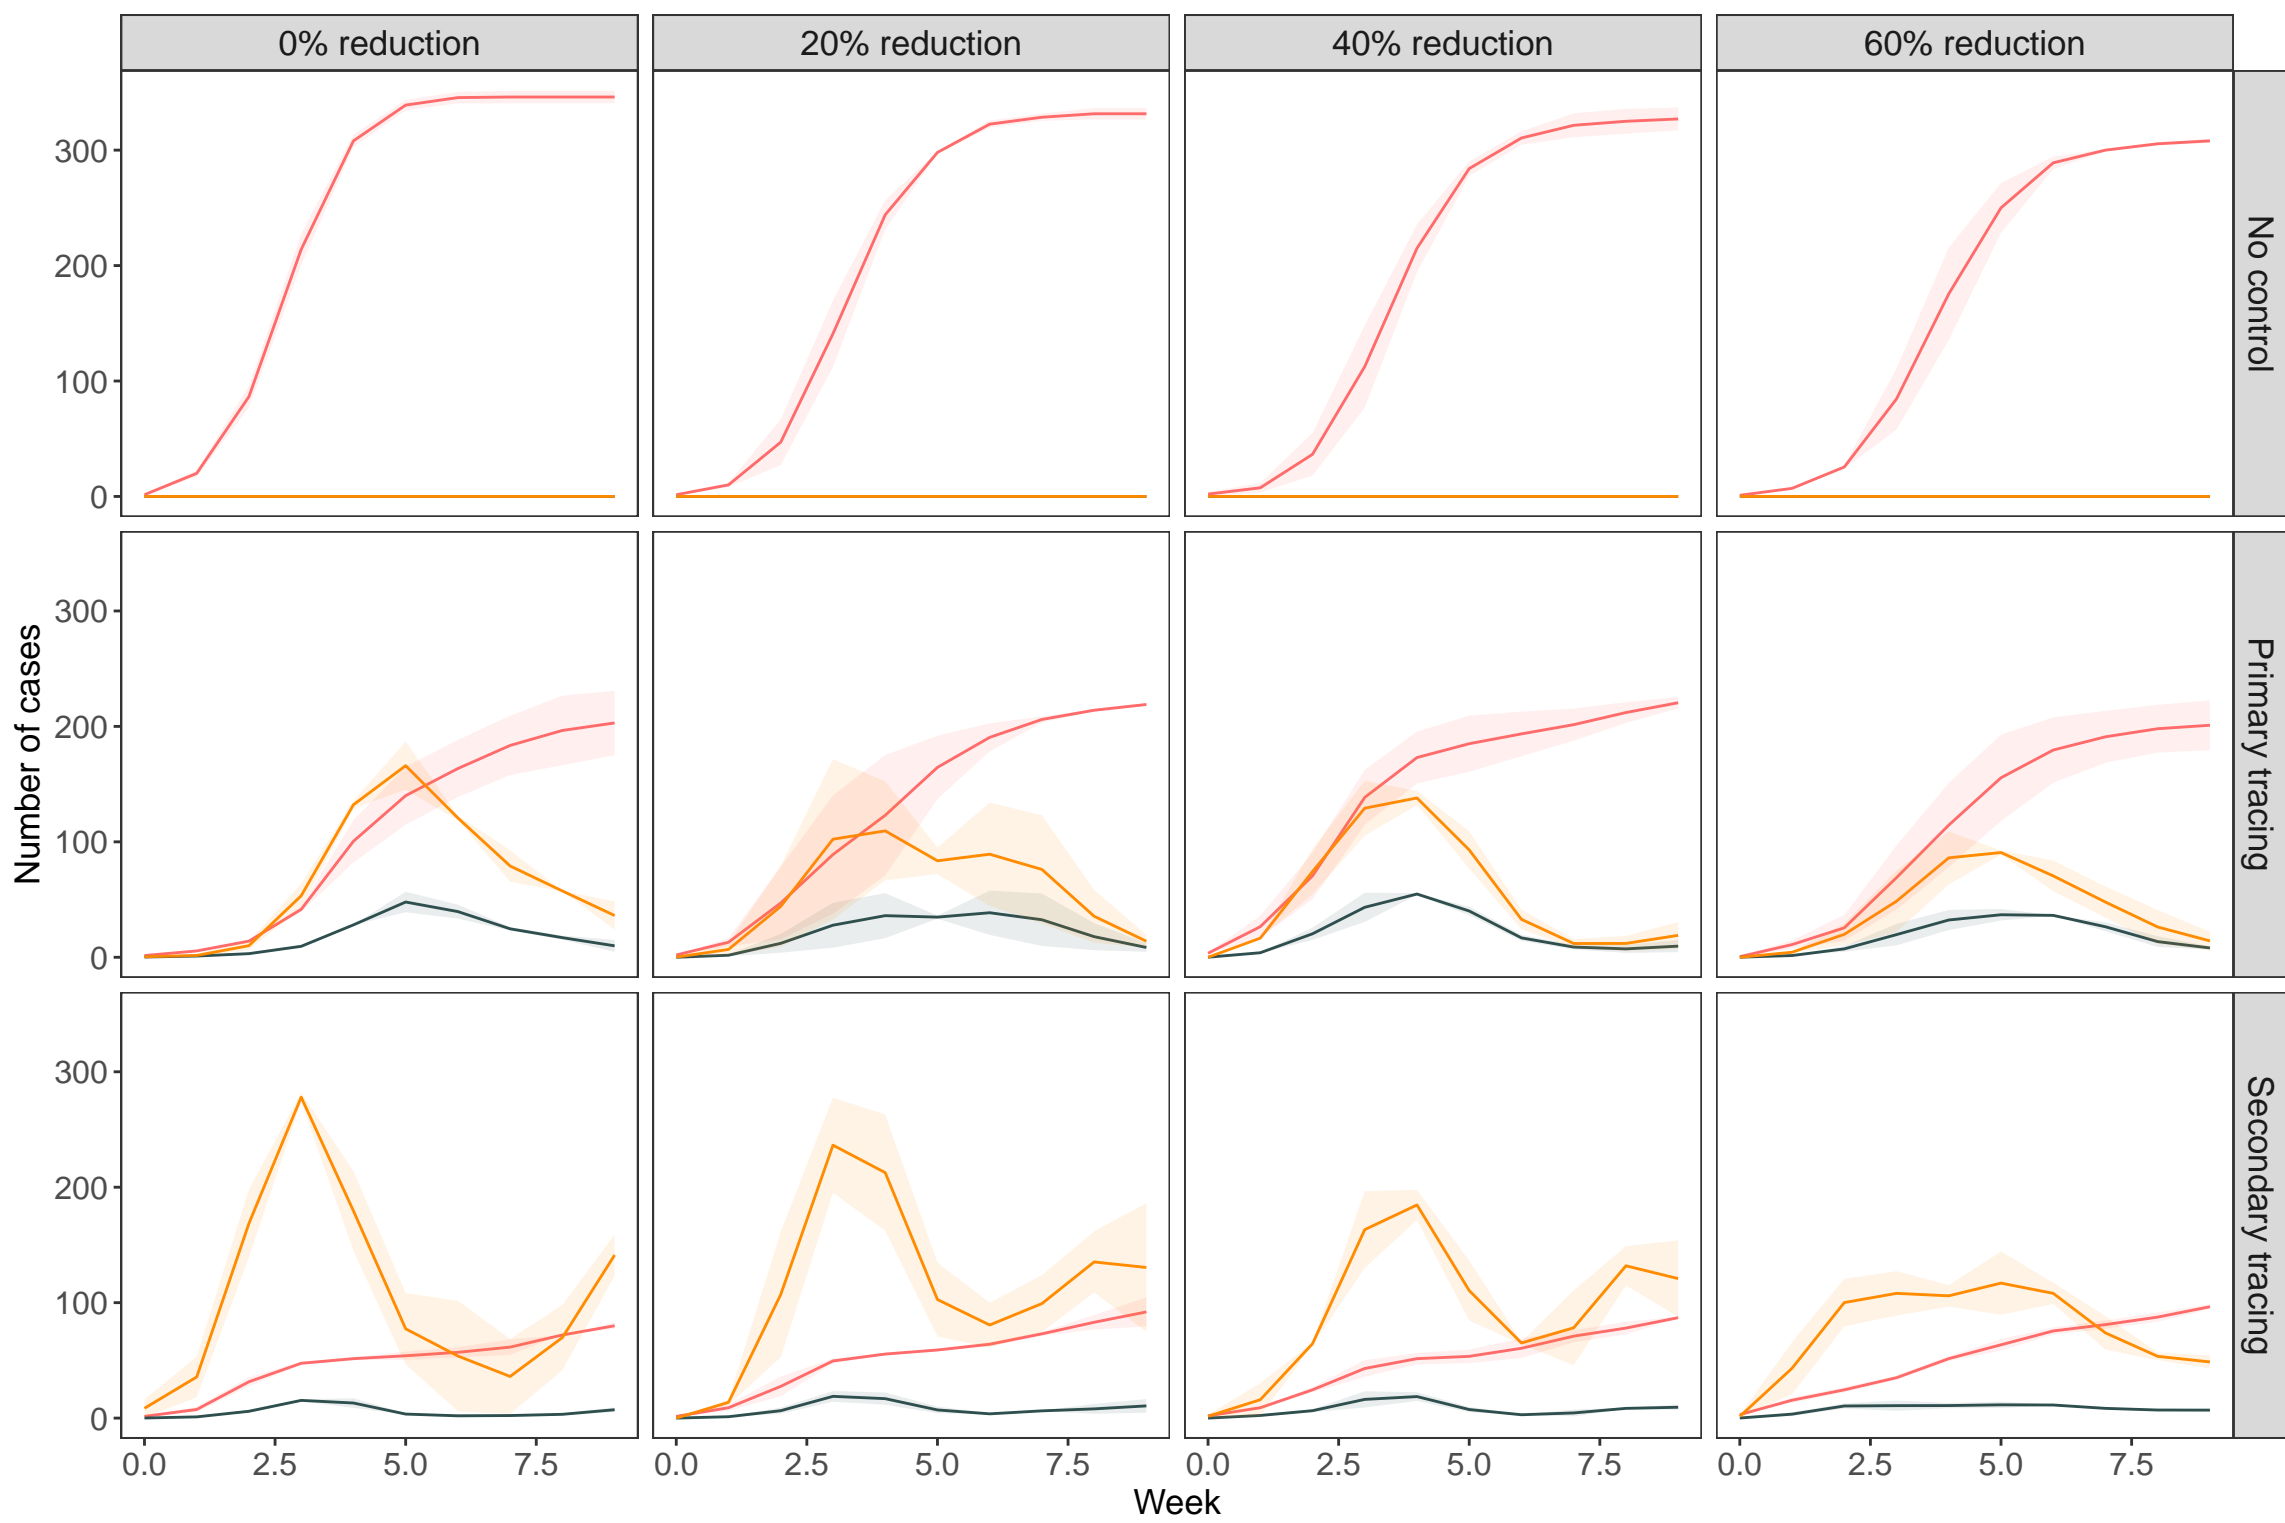 0% reduction
20% reduction
40% reduction
60% reduction
No control
Primary tracing
Secondary tracing
Number of cases
300
200
100
0
300
200
100
0
300
200
100
0
0.0 2.5 5.0 7.5
0.0 2.5 5.0 7.5
0.0 2.5 5.0 7.5
0.0 2.5 5.0 7.5
Week